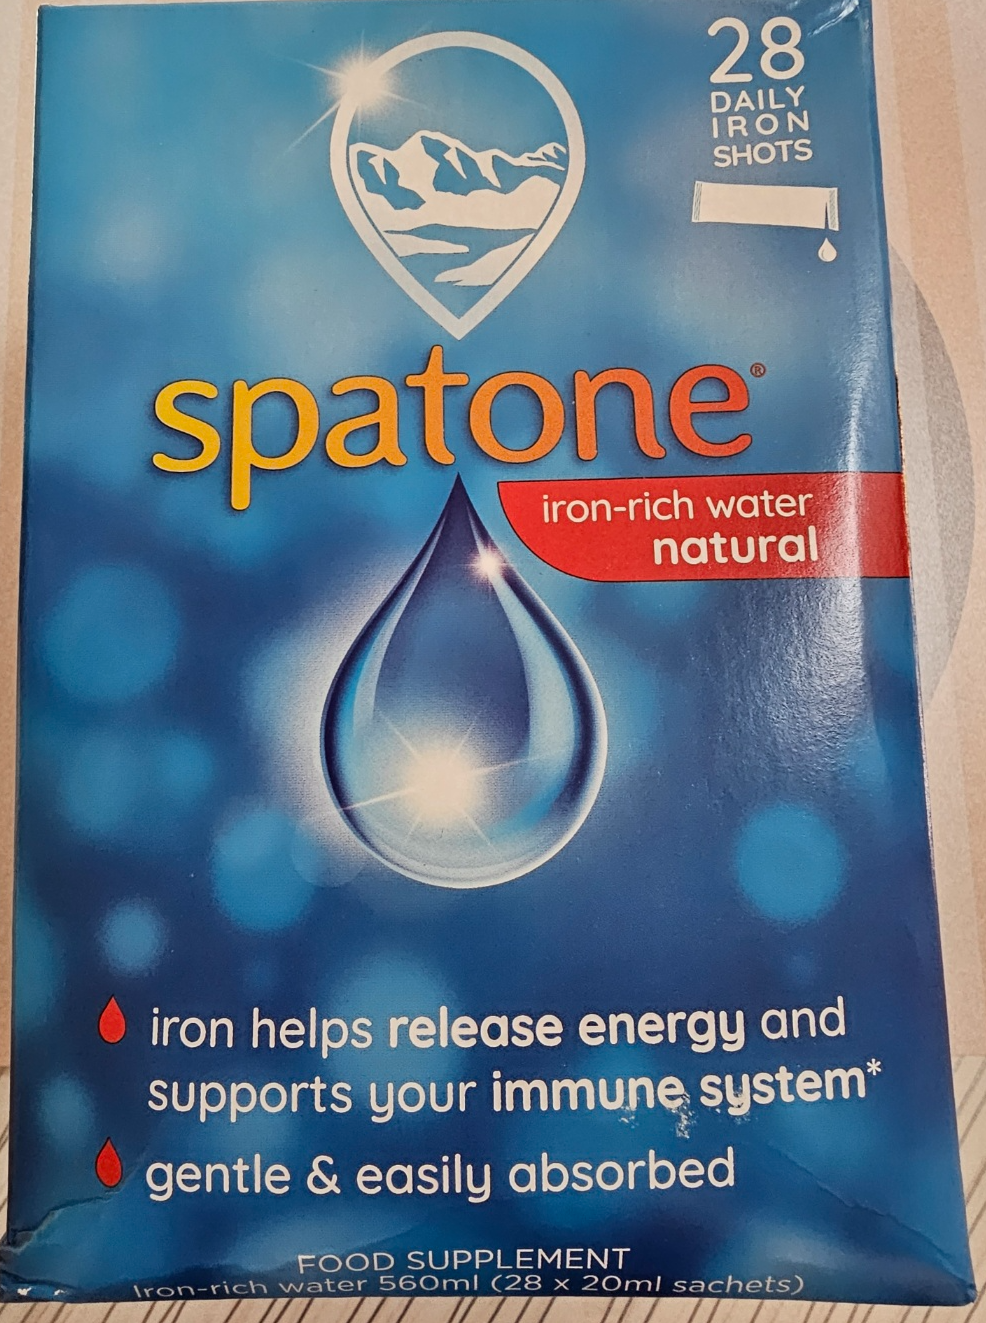 28
DAILY
IRON
SHOTS
spatone®
iron-rich water
natural
iron helps release energy and
supports your immune system*
gentle & easily absorbed
FOOD SUPPLEMENT
Iron-rich water 560ml (28 x 20ml sachets)